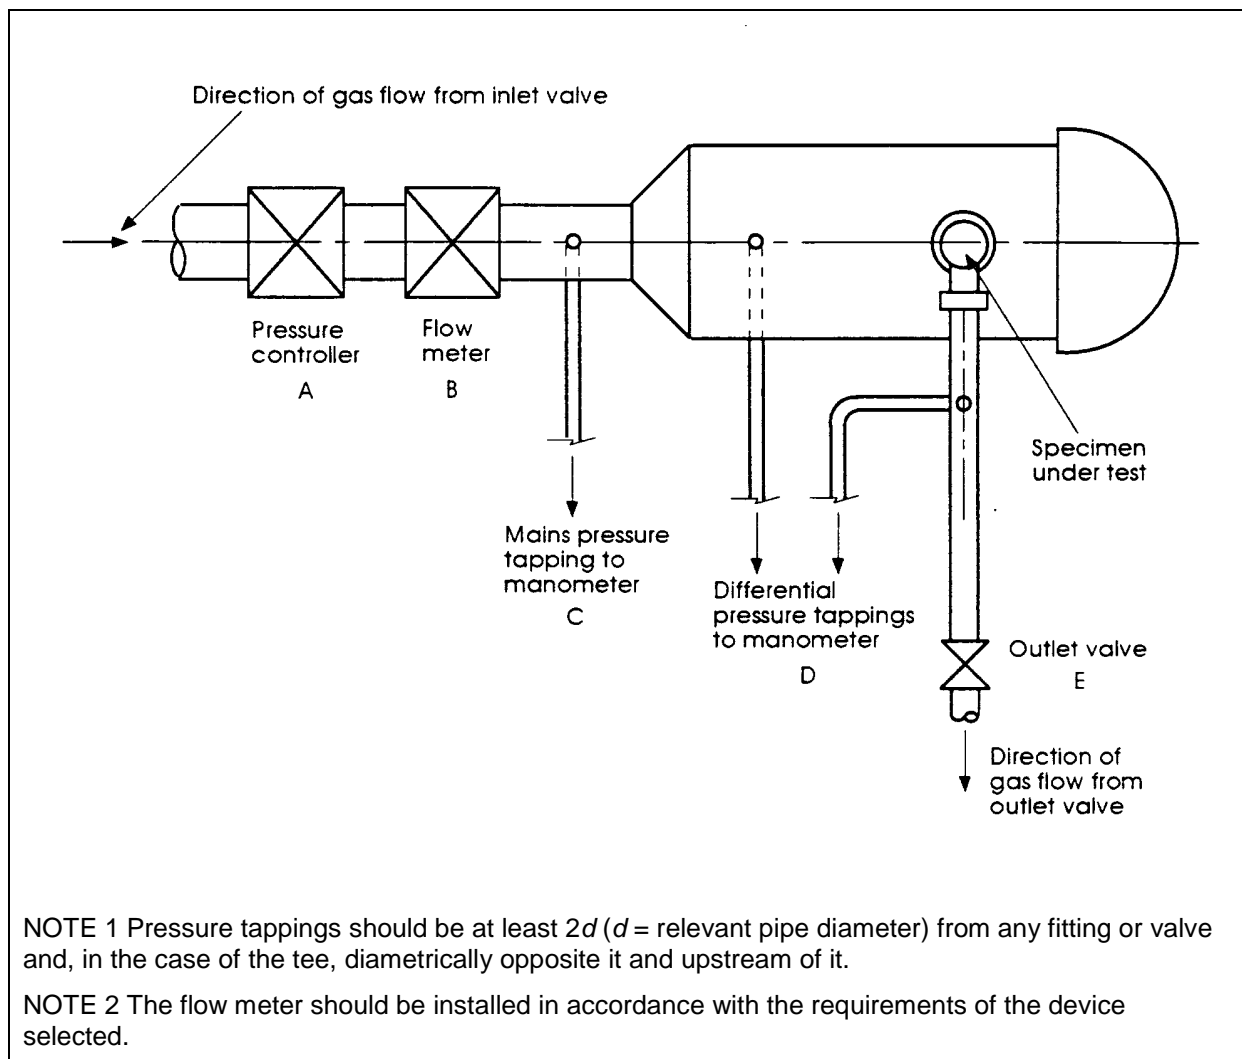 Direction of gas flow from inlet valve
Pressure
controller
A
Flow
meter
B
Specimen
under test
Mains pressure
tapping to
manometer
C
Differential
pressure tappings
to manometer
D
Outlet valve
E
Direction of
gas flow from
outlet valve
NOTE 1 Pressure tappings should be at least 2d (d = relevant pipe diameter) from any fitting or valve
and, in the case of the tee, diametrically opposite it and upstream of it.
NOTE 2 The flow meter should be installed in accordance with the requirements of the device
selected.